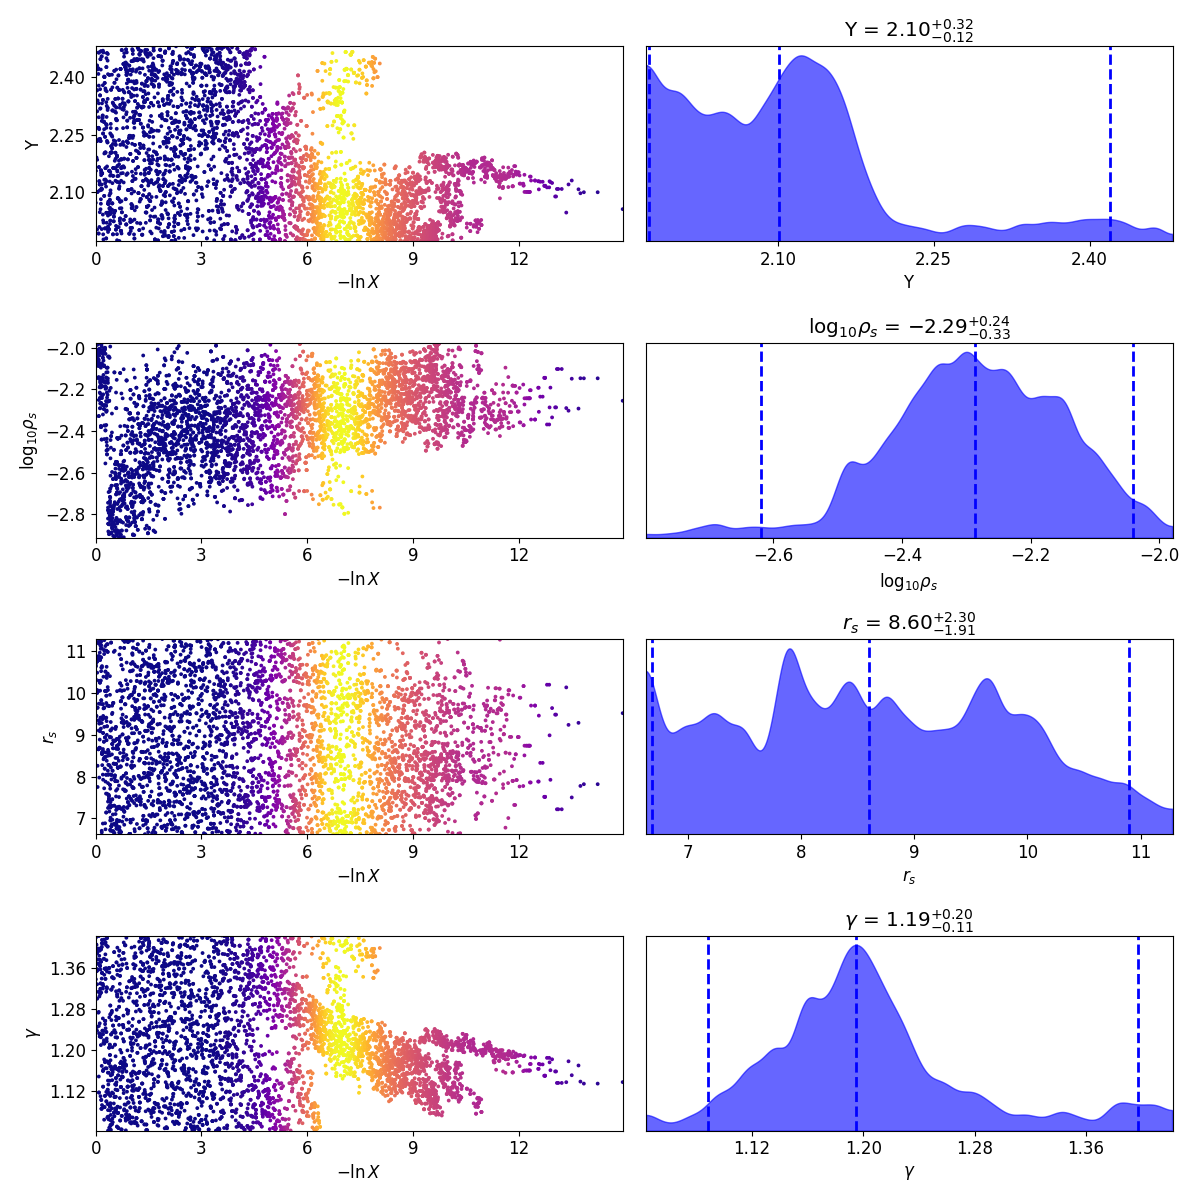 Y = 2.10$^{+0.32}_{-0.12}$
2.40
2.25
2.10
Y
0 3 6 9 12
−ln X
2.10 2.25 2.40
Y
log₁₀ρₛ = −2.29$^{+0.24}_{-0.33}$
−2.0
−2.2
−2.4
−2.6
−2.8
log₁₀ρₛ
0 3 6 9 12
−ln X
−2.6 −2.4 −2.2 −2.0
log₁₀ρₛ
rₛ = 8.60$^{+2.30}_{-1.91}$
11
10
9
8
7
rₛ
0 3 6 9 12
−ln X
7 8 9 10 11
rₛ
γ = 1.19$^{+0.20}_{-0.11}$
1.36
1.28
1.20
1.12
γ
0 3 6 9 12
−ln X
1.12 1.20 1.28 1.36
γ